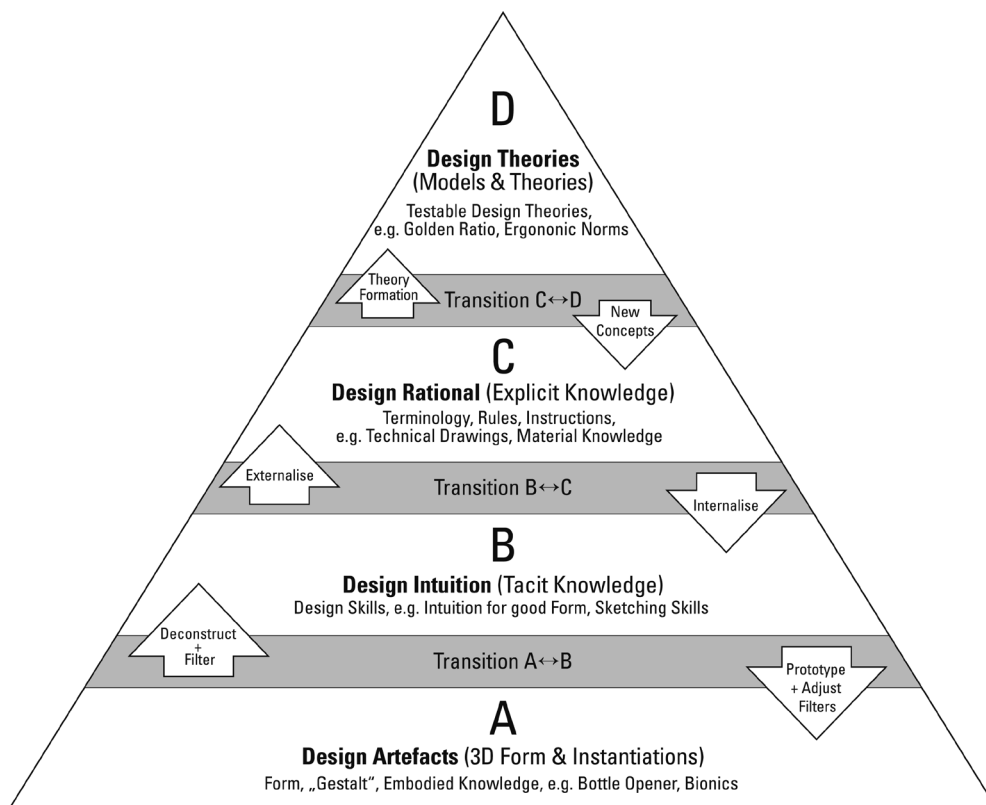 D
Design Theories
(Models & Theories)
Testable Design Theories,
e.g. Golden Ratio, Ergononic Norms
Theory
Formation
Transition C↔D
New
Concepts
C
Design Rational (Explicit Knowledge)
Terminology, Rules, Instructions,
e.g. Technical Drawings, Material Knowledge
Externalise
Transition B↔C
Internalise
B
Design Intuition (Tacit Knowledge)
Design Skills, e.g. Intuition for good Form, Sketching Skills
Deconstruct
+
Filter
Transition A↔B
Prototype
+ Adjust
Filters
A
Design Artefacts (3D Form & Instantiations)
Form, „Gestalt“, Embodied Knowledge, e.g. Bottle Opener, Bionics